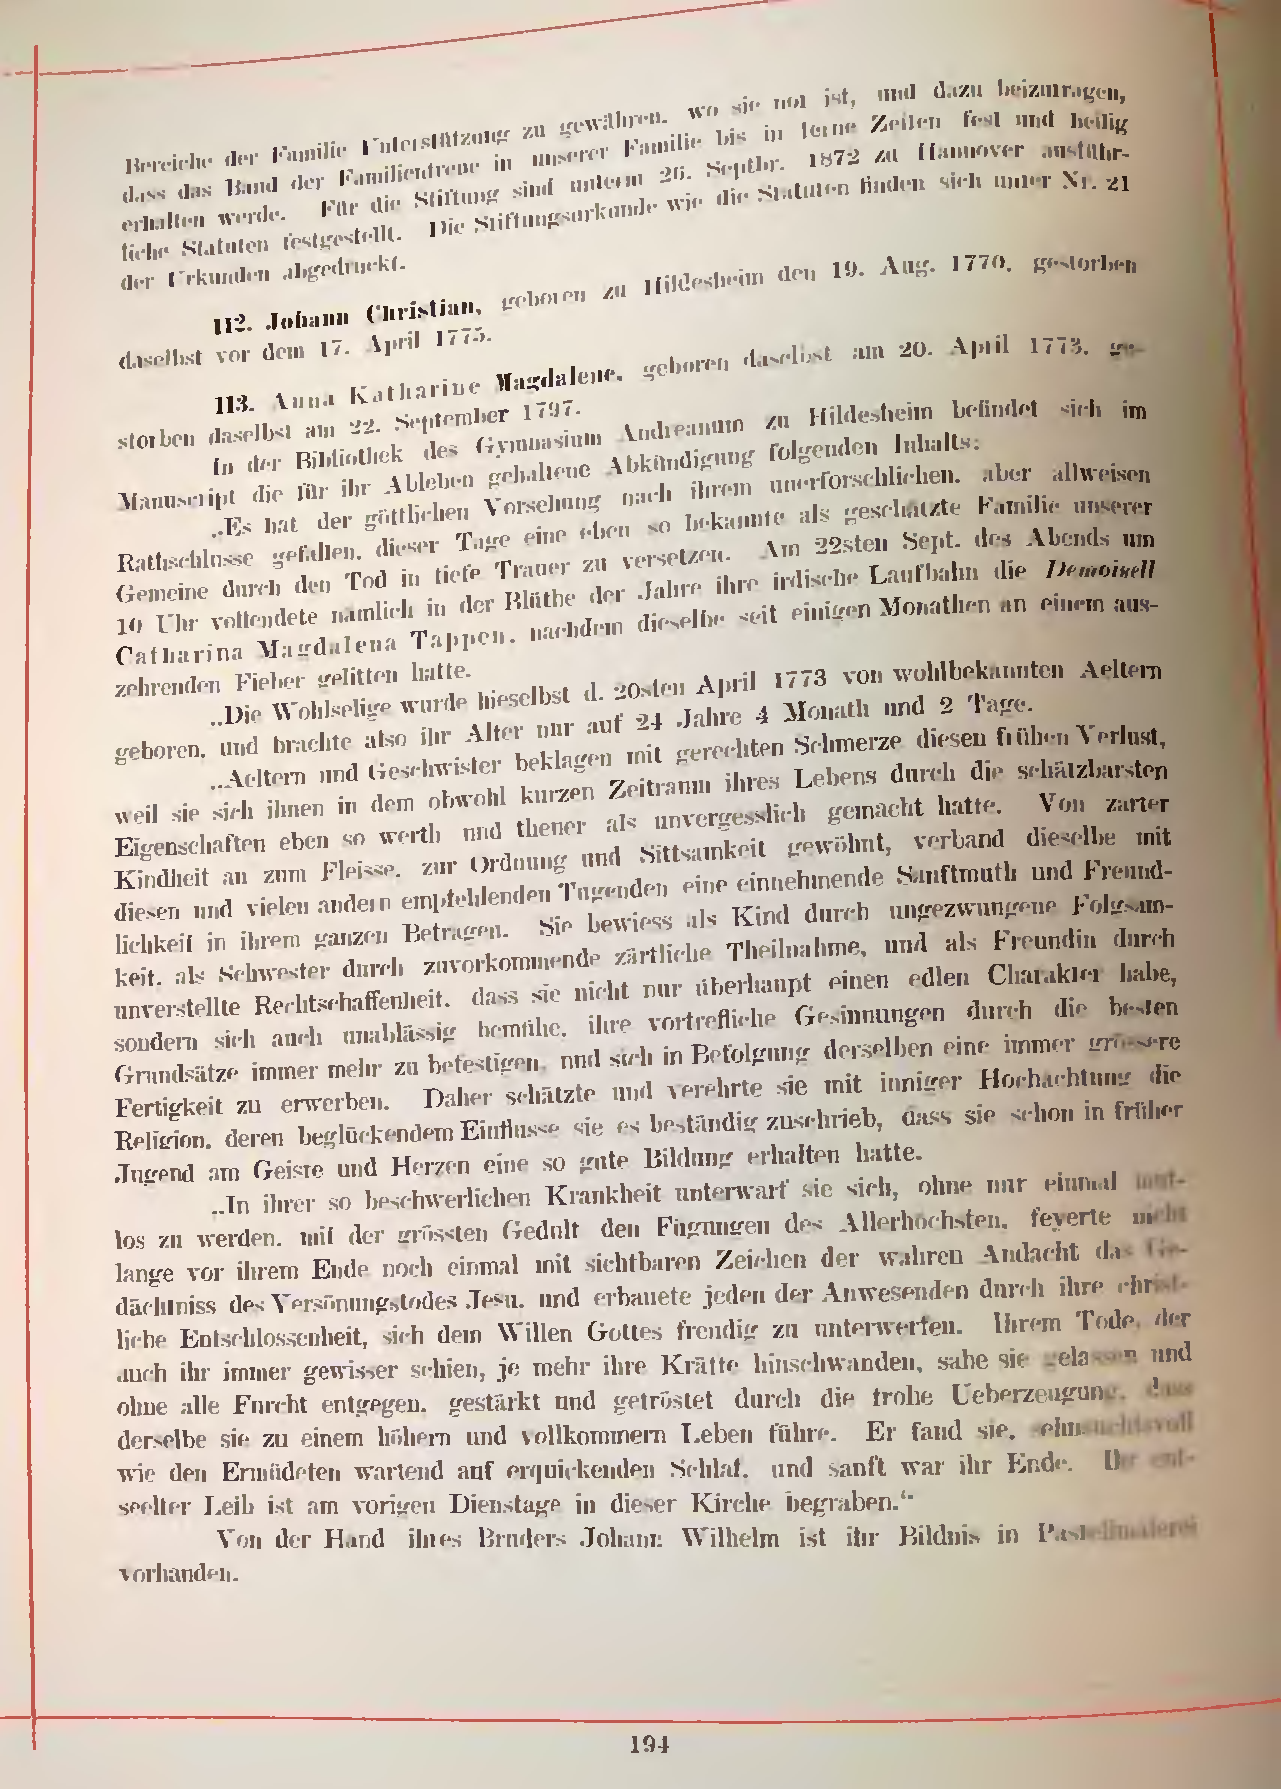 Bereiche der Familie Unterstützung zu gewähren, wo sie not ist, und dazu beizutragen,
dass das Band der Familientreue in unserer Familie bis in ferne Zeiten fest und heilig
erhalten werde. Für die Stiftung sind unterm 26. Septbr. 1872 zu Hannover ausführ-
liche Statuten festgestellt. Die Stiftungsurkunde wie die Statuten finden sich unter Nr. 21
der Urkunden abgedruckt.
112. Johann Christian, geboren zu Hildesheim den 19. Aug. 1770, gestorben
daselbst vor dem 17. April 1775.
113. Anna Katharine Magdalene, geboren daselbst am 20. April 1773, ge-
storben daselbst am 22. September 1797.
In der Bibliothek des Gymnasium Andreanum zu Hildesheim befindet sich im
Manuscript die für ihr Ableben gehaltene Abkündigung folgenden Inhalts:
„Es hat der göttlichen Vorsehung nach ihrem unerforschlichen, aber allweisen
Rathschlusse gefallen, dieser Tage eine eben so bekannte als geschätzte Familie unserer
Gemeine durch den Tod in tiefe Trauer zu versetzen. Am 22sten Sept. des Abends um
10 Uhr vollendete nämlich in der Blüthe der Jahre ihre irdische Laufbahn die Demoisell
Catharina Magdalena Tappen, nachdem dieselbe seit einigen Monathen an einem aus-
zehrenden Fieber gelitten hatte.
„Die Wohlselige wurde hieselbst d. 20sten April 1773 von wohlbekannten Aeltern
geboren, und brachte also ihr Alter nur auf 24 Jahre 4 Monath und 2 Tage.
„Aeltern und Geschwister beklagen mit gerechten Schmerze diesen frühen Verlust,
weil sie sich ihnen in dem obwohl kurzen Zeitraum ihres Lebens durch die schätzbarsten
Eigenschaften eben so werth und theuer als unvergesslich gemacht hatte. Von zarter
Kindheit an zum Fleisse, zur Ordnung und Sittsamkeit gewöhnt, verband dieselbe mit
diesen und vielen andern empfehlenden Tugenden eine einnehmende Sanftmuth und Freund-
lichkeit in ihrem ganzen Betragen. Sie bewiess als Kind durch ungezwungene Folgsam-
keit, als Schwester durch zuvorkommende zärtliche Theilnahme, und als Freundin durch
unverstellte Rechtschaffenheit, dass sie nicht nur überhaupt einen edlen Charakter habe,
sondern sich auch unablässig bemühe, ihre vortrefliche Gesinnungen durch die besten
Grundsätze immer mehr zu befestigen, und sich in Befolgung derselben eine immer grössere
Fertigkeit zu erwerben. Daher schätzte und verehrte sie mit inniger Hochachtung die
Religion, deren beglückendem Einflusse sie es beständig zuschrieb, dass sie schon in früher
Jugend am Geiste und Herzen eine so gute Bildung erhalten hatte.
„In ihrer so beschwerlichen Krankheit unterwarf sie sich, ohne nur einmal mut-
los zu werden, mit der grössten Gedult den Fügungen des Allerhöchsten, feyerte nicht
lange vor ihrem Ende noch einmal mit sichtbaren Zeichen der wahren Andacht das Ge-
dächtniss des Versönungstodes Jesu, und erbauete jeden der Anwesenden durch ihre christ-
liche Entschlossenheit, sich dem Willen Gottes freudig zu unterwerfen. Ihrem Tode, der
auch ihr immer gewisser schien, je mehr ihre Kräfte hinschwanden, sahe sie gelassen und
ohne alle Furcht entgegen, gestärkt und getröstet durch die frohe Ueberzeugung, dass
derselbe sie zu einem höhern und vollkommern Leben führe. Er fand sie, sehnsuchtsvoll
wie den Ermüdeten wartend auf erquickenden Schlaf, und sanft war ihr Ende. Ihr ent-
seelter Leib ist am vorigen Dienstage in dieser Kirche begraben.“
Von der Hand ihres Bruders Johann Wilhelm ist ihr Bildnis in Pastellmalerei
vorhanden.
194